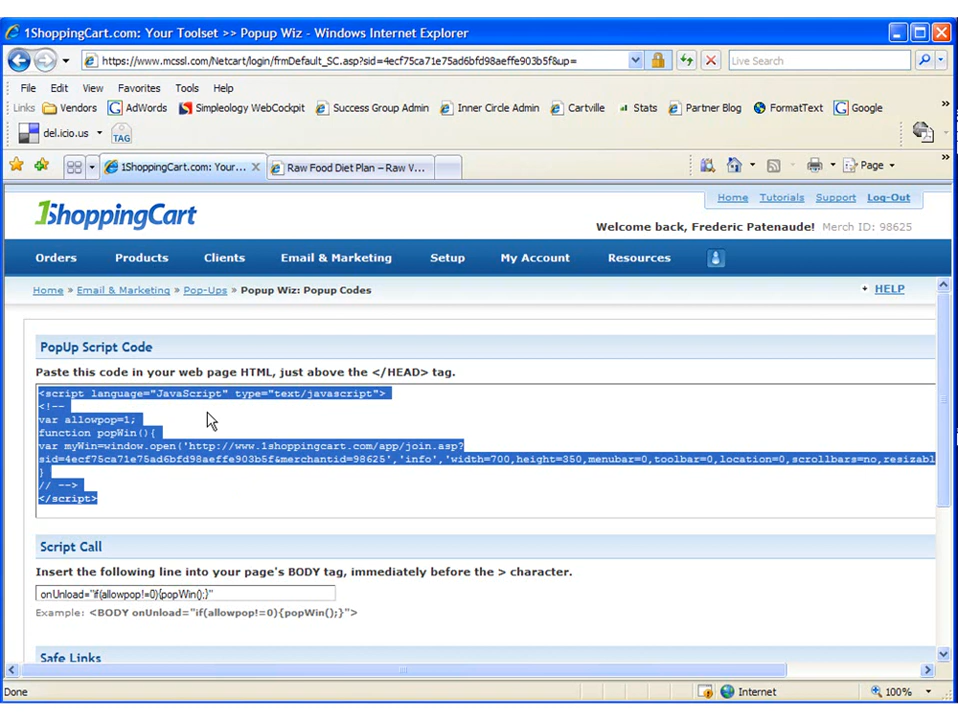 1ShoppingCart.com: Your Toolset >> Popup Wiz - Windows Internet Explorer
https://www.mcssl.com/Netcart/login/frmDefault_SC.asp?sid=4ecf75ca71e75ad6bfd98aeffe903b5f&up=
Live Search
File Edit View Favorites Tools Help
Links Vendors AdWords Simpleology WebCockpit Success Group Admin Inner Circle Admin Cartville Stats Partner Blog FormatText Google »
del.icio.us TAG
1ShoppingCart.com: Your... x Raw Food Diet Plan – Raw V... Page »
Home Tutorials Support Log-Out
1ShoppingCart
Welcome back, Frederic Patenaude! Merch ID: 98625
Orders Products Clients Email & Marketing Setup My Account Resources
Home » Email & Marketing » Pop-Ups » Popup Wiz: Popup Codes + HELP
PopUp Script Code
Paste this code in your web page HTML, just above the </HEAD> tag.
<script language="JavaScript" type="text/javascript">
<!--
var allowpop=1;
function popWin(){
var myWin=window.open('http://www.1shoppingcart.com/app/join.asp?
sid=4ecf75ca71e75ad6bfd98aeffe903b5f&merchantid=98625','info','width=700,height=350,menubar=0,toolbar=0,location=0,scrollbars=no,resizabl
}
// -->
</script>
Script Call
Insert the following line into your page's BODY tag, immediately before the > character.
onUnload="if(allowpop!=0){popWin();}"
Example: <BODY onUnload="if(allowpop!=0){popWin();}">
Safe Links
Done Internet 100%